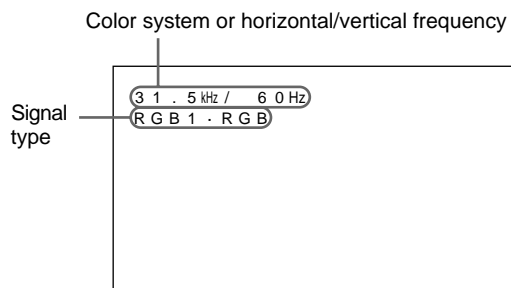 Color system or horizontal/vertical frequency
31.5kHz/ 60Hz
Signal
RGB1·RGB
type